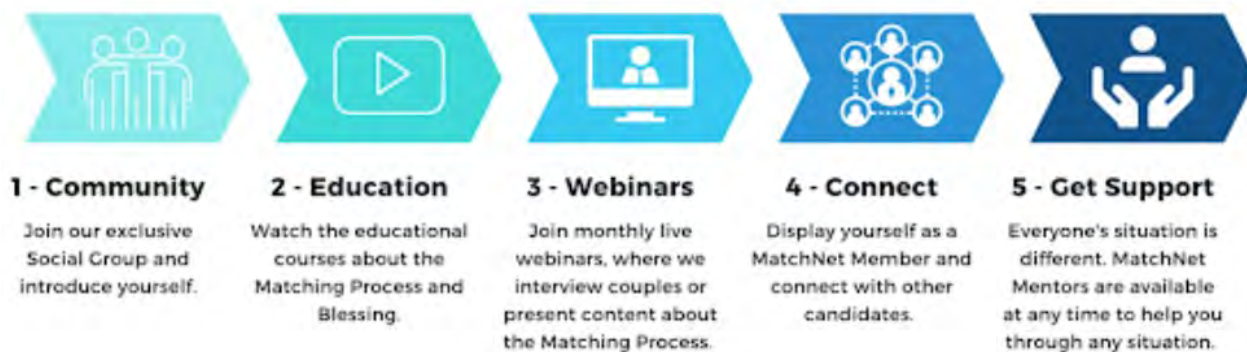 1 - Community
Join our exclusive
Social Group and
introduce yourself.
2 - Education
Watch the educational
courses about the
Matching Process and
Blessing.
3 - Webinars
Join monthly live
webinars, where we
interview couples or
present content about
the Matching Process.
4 - Connect
Display yourself as a
MatchNet Member and
connect with other
candidates.
5 - Get Support
Everyone's situation is
different. MatchNet
Mentors are available
at any time to help you
through any situation.